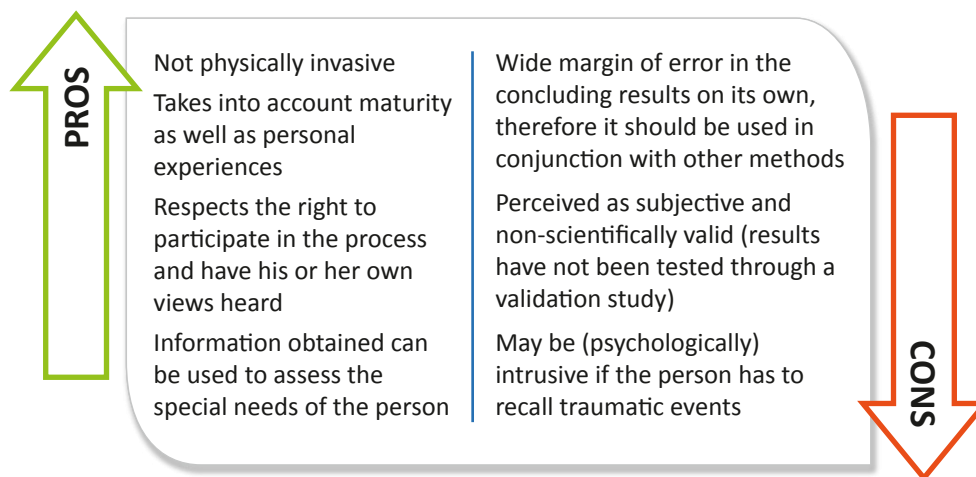 PROS
Not physically invasive
Takes into account maturity
as well as personal
experiences
Respects the right to
participate in the process
and have his or her own
views heard
Information obtained can
be used to assess the
special needs of the person
Wide margin of error in the
concluding results on its own,
therefore it should be used in
conjunction with other methods
Perceived as subjective and
non-scientifically valid (results
have not been tested through a
validation study)
May be (psychologically)
intrusive if the person has to
recall traumatic events
CONS